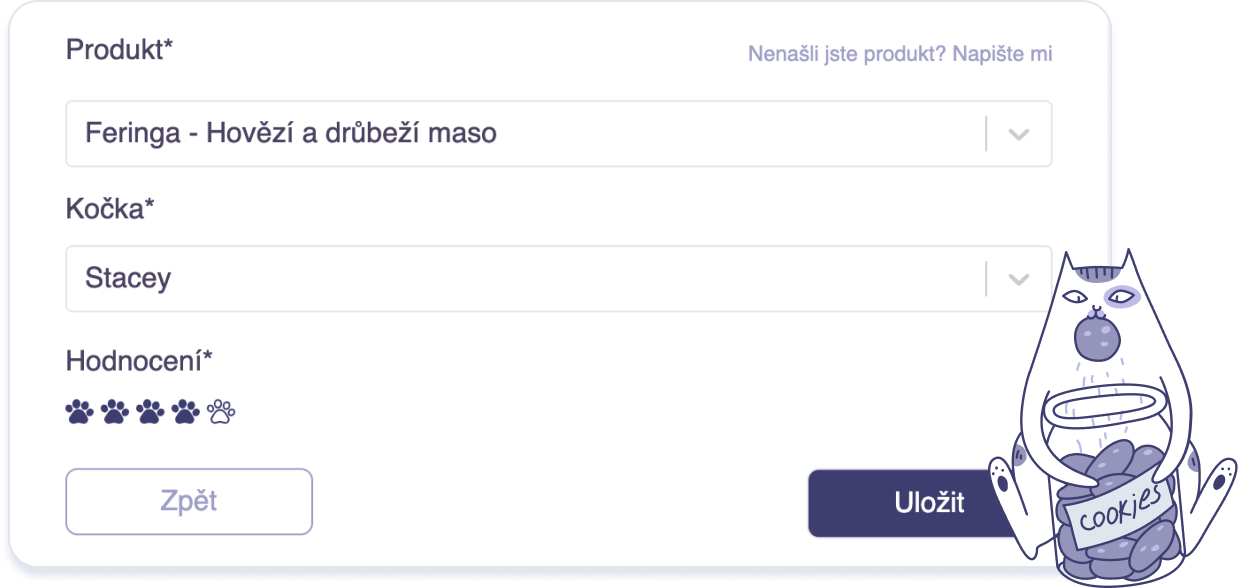 Produkt*
Nenašli jste produkt? Napište mi
Feringa - Hovězí a drůbeží maso
Kočka*
Stacey
Hodnocení*
Zpět
Uložit
cookies